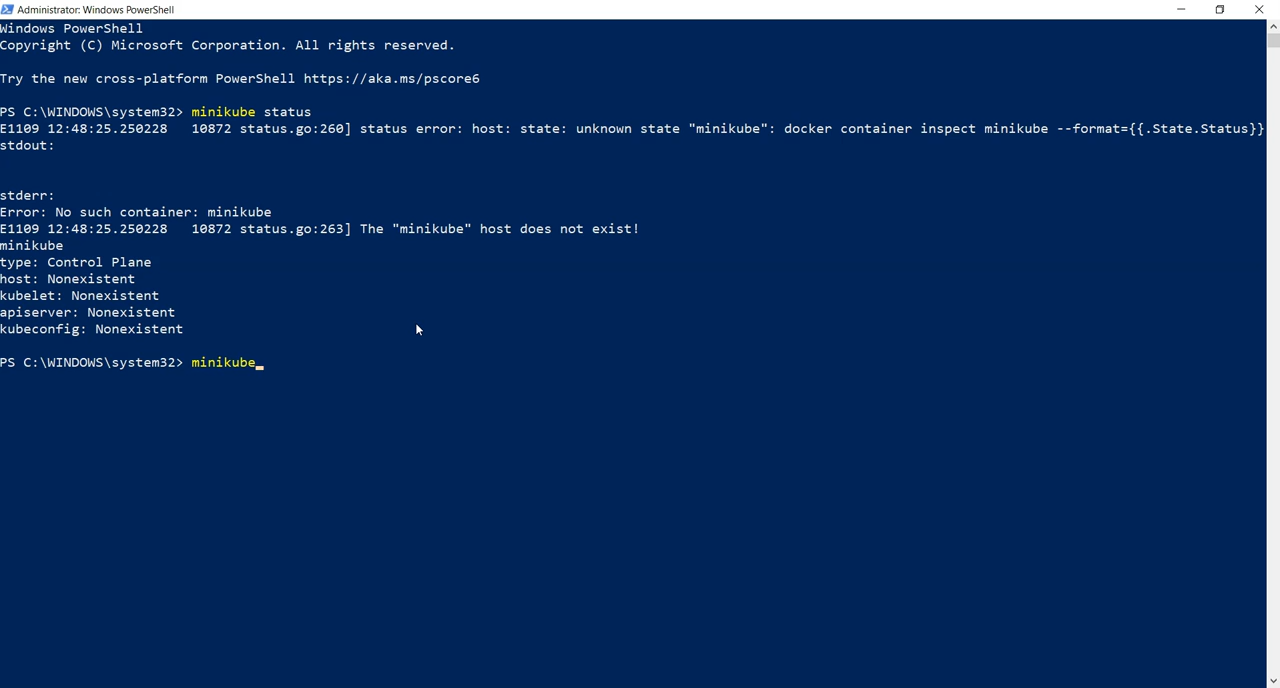 Administrator: Windows PowerShell
Windows PowerShell
Copyright (C) Microsoft Corporation. All rights reserved.
Try the new cross-platform PowerShell https://aka.ms/pscore6
PS C:\WINDOWS\system32> minikube status
E1109 12:48:25.250228   10872 status.go:260] status error: host: state: unknown state "minikube": docker container inspect minikube --format={{.State.Status}}
stdout:
stderr:
Error: No such container: minikube
E1109 12:48:25.250228   10872 status.go:263] The "minikube" host does not exist!
minikube
type: Control Plane
host: Nonexistent
kubelet: Nonexistent
apiserver: Nonexistent
kubeconfig: Nonexistent
PS C:\WINDOWS\system32> minikube